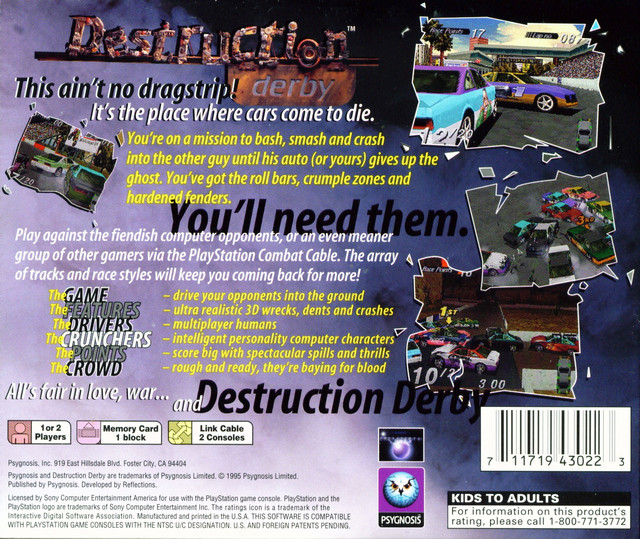 Destruction™
derby
This ain't no dragstrip!
It's the place where cars come to die.
You're on a mission to bash, smash and crash
into the other guy until his auto (or yours) gives up the
ghost. You've got the roll bars, crumple zones and
hardened fenders.
You'll need them.
Play against the fiendish computer opponents, or an even meaner
group of other gamers via the PlayStation Combat Cable. The array
of tracks and race styles will keep you coming back for more!
The GAME – drive your opponents into the ground
The FEATURES – ultra realistic 3D wrecks, dents and crashes
The DRIVERS – multiplayer humans
The CRUNCHERS – intelligent personality computer characters
The POINTS – score big with spectacular spills and thrills
The CROWD – rough and ready, they're baying for blood
All's fair in love, war... and Destruction Derby
Race Points 17
08
12/20
/20
3RD
Race Points
1ST
10/
3 00
1 or 2
Players
Memory Card
1 block
Link Cable
2 Consoles
Psygnosis, Inc. 919 East Hillsdale Blvd. Foster City, CA 94404
Psygnosis and Destruction Derby are trademarks of Psygnosis Limited. © 1995 Psygnosis Limited.
Published by Psygnosis. Developed by Reflections.
Licensed by Sony Computer Entertainment America for use with the PlayStation game console. PlayStation and the
PlayStation logo are trademarks of Sony Computer Entertainment Inc. The ratings icon is a trademark of the
Interactive Digital Software Association. Manufactured and printed in the U.S.A. THIS SOFTWARE IS COMPATIBLE
WITH PLAYSTATION GAME CONSOLES WITH THE NTSC U/C DESIGNATION. U.S. AND FOREIGN PATENTS PENDING.
PSYGNOSIS
7 11719 43022 3
KIDS TO ADULTS
For information on this product's
rating, please call 1-800-771-3772